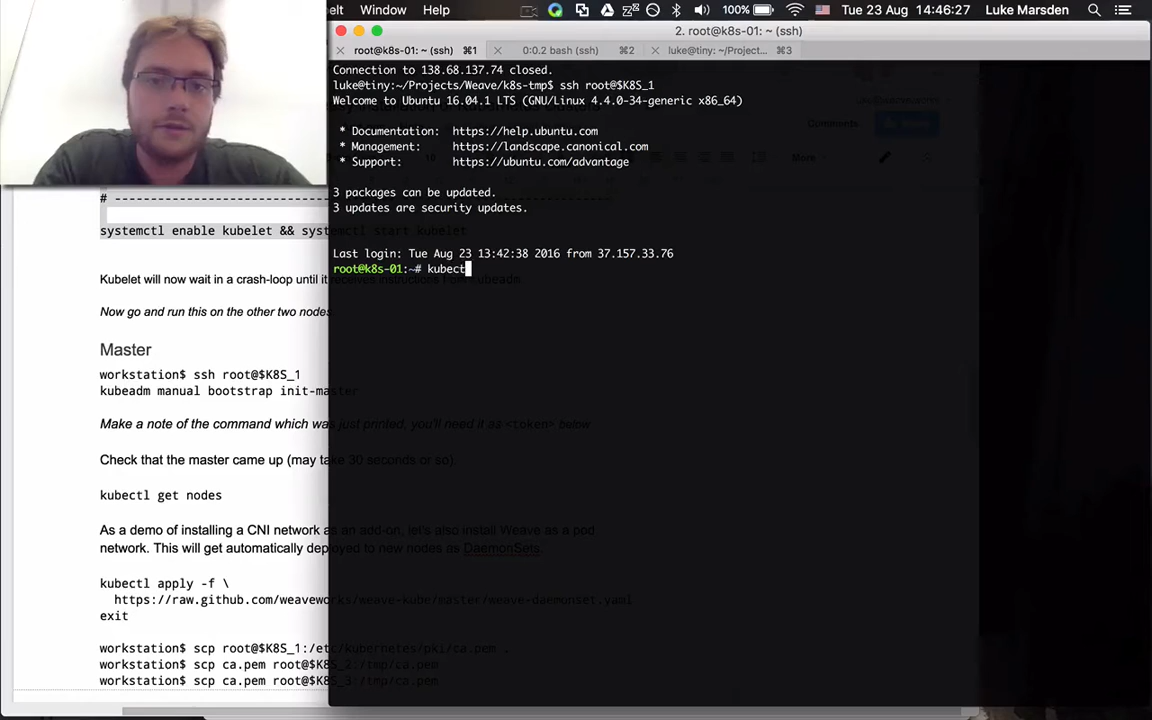 elt Window Help 100% Tue 23 Aug 14:46:27 Luke Marsden
2. root@k8s-01: ~ (ssh)
root@k8s-01: ~ (ssh) ⌘1 0:0.2 bash (ssh) ⌘2 luke@tiny: ~/Project... ⌘3
Connection to 138.68.137.74 closed.
luke@tiny:~/Projects/Weave/k8s-tmp$ ssh root@$K8S_1
Welcome to Ubuntu 16.04.1 LTS (GNU/Linux 4.4.0-34-generic x86_64)
* Documentation: https://help.ubuntu.com
* Management: https://landscape.canonical.com
* Support: https://ubuntu.com/advantage
3 packages can be updated.
3 updates are security updates.
Last login: Tue Aug 23 13:42:38 2016 from 37.157.33.76
root@k8s-01:~# kubect
Comments
More
# --------------------------------
systemctl enable kubelet && systemctl start kubelet
Kubelet will now wait in a crash-loop until it receives instructions from kubeadm.
Now go and run this on the other two nodes
Master
workstation$ ssh root@$K8S_1
kubeadm manual bootstrap init-master
Make a note of the command which was just printed, you'll need it as <token> below
Check that the master came up (may take 30 seconds or so).
kubectl get nodes
As a demo of installing a CNI network as an add-on, let's also install Weave as a pod
network. This will get automatically deployed to new nodes as DaemonSets.
kubectl apply -f \
https://raw.github.com/weaveworks/weave-kube/master/weave-daemonset.yaml
exit
workstation$ scp root@$K8S_1:/etc/kubernetes/pki/ca.pem .
workstation$ scp ca.pem root@$K8S_2:/tmp/ca.pem
workstation$ scp ca.pem root@$K8S_3:/tmp/ca.pem